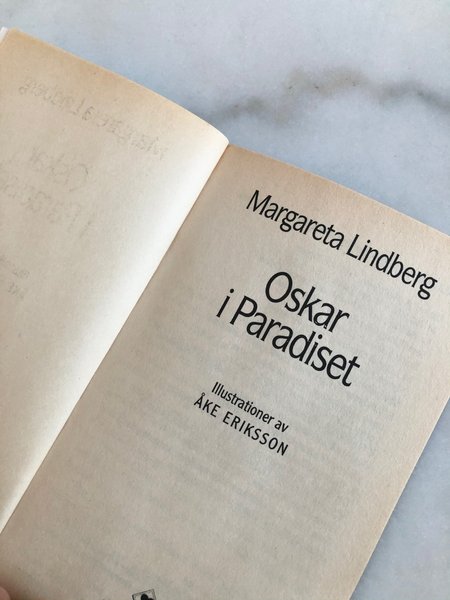 Margareta Lindberg
Oskar
i Paradiset
Illustrationer av
ÅKE ERIKSSON